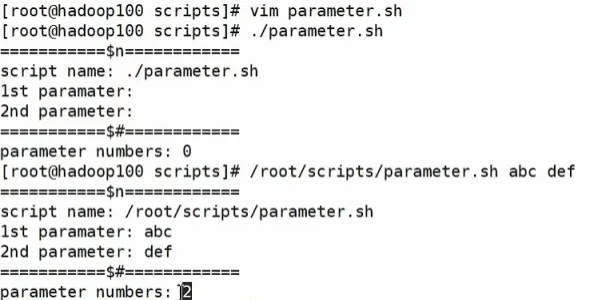 [root@hadoop100 scripts]# vim parameter.sh
[root@hadoop100 scripts]# ./parameter.sh
===========$n============
script name: ./parameter.sh
1st paramater:
2nd parameter:
===========$#============
parameter numbers: 0
[root@hadoop100 scripts]# /root/scripts/parameter.sh abc def
===========$n============
script name: /root/scripts/parameter.sh
1st paramater: abc
2nd parameter: def
===========$#============
parameter numbers: 2